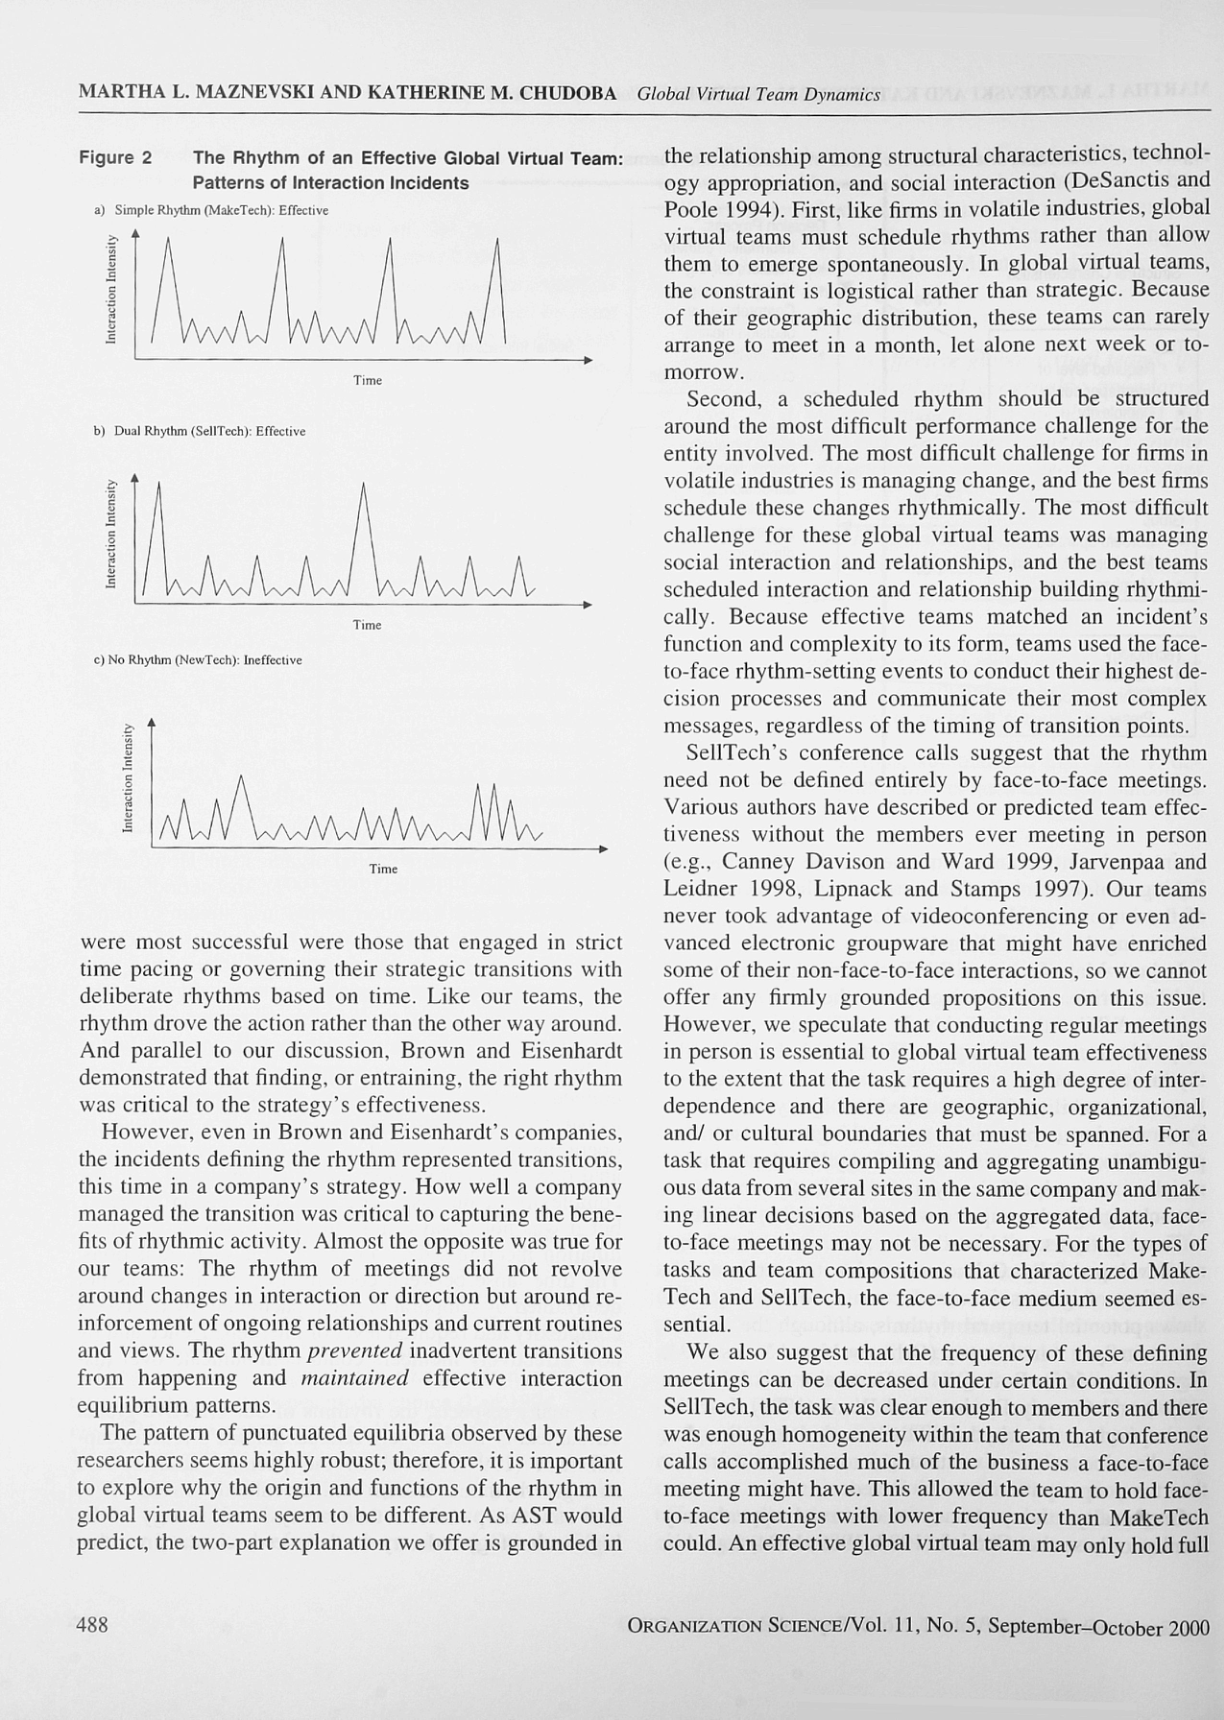 MARTHA L. MAZNEVSKI AND KATHERINE M. CHUDOBA Global Virtual Team Dynamics
Figure 2 The Rhythm of an Effective Global Virtual Team:
Patterns of Interaction Incidents
a) Simple Rhythm (MakeTech): Effective
Interaction Intensity
Time
b) Dual Rhythm (SellTech): Effective
Interaction Intensity
Time
c) No Rhythm (NewTech): Ineffective
Interaction Intensity
Time
were most successful were those that engaged in strict
time pacing or governing their strategic transitions with
deliberate rhythms based on time. Like our teams, the
rhythm drove the action rather than the other way around.
And parallel to our discussion, Brown and Eisenhardt
demonstrated that finding, or entraining, the right rhythm
was critical to the strategy's effectiveness.
However, even in Brown and Eisenhardt's companies,
the incidents defining the rhythm represented transitions,
this time in a company's strategy. How well a company
managed the transition was critical to capturing the bene-
fits of rhythmic activity. Almost the opposite was true for
our teams: The rhythm of meetings did not revolve
around changes in interaction or direction but around re-
inforcement of ongoing relationships and current routines
and views. The rhythm prevented inadvertent transitions
from happening and maintained effective interaction
equilibrium patterns.
The pattern of punctuated equilibria observed by these
researchers seems highly robust; therefore, it is important
to explore why the origin and functions of the rhythm in
global virtual teams seem to be different. As AST would
predict, the two-part explanation we offer is grounded in
the relationship among structural characteristics, technol-
ogy appropriation, and social interaction (DeSanctis and
Poole 1994). First, like firms in volatile industries, global
virtual teams must schedule rhythms rather than allow
them to emerge spontaneously. In global virtual teams,
the constraint is logistical rather than strategic. Because
of their geographic distribution, these teams can rarely
arrange to meet in a month, let alone next week or to-
morrow.
Second, a scheduled rhythm should be structured
around the most difficult performance challenge for the
entity involved. The most difficult challenge for firms in
volatile industries is managing change, and the best firms
schedule these changes rhythmically. The most difficult
challenge for these global virtual teams was managing
social interaction and relationships, and the best teams
scheduled interaction and relationship building rhythmi-
cally. Because effective teams matched an incident's
function and complexity to its form, teams used the face-
to-face rhythm-setting events to conduct their highest de-
cision processes and communicate their most complex
messages, regardless of the timing of transition points.
SellTech's conference calls suggest that the rhythm
need not be defined entirely by face-to-face meetings.
Various authors have described or predicted team effec-
tiveness without the members ever meeting in person
(e.g., Canney Davison and Ward 1999, Jarvenpaa and
Leidner 1998, Lipnack and Stamps 1997). Our teams
never took advantage of videoconferencing or even ad-
vanced electronic groupware that might have enriched
some of their non-face-to-face interactions, so we cannot
offer any firmly grounded propositions on this issue.
However, we speculate that conducting regular meetings
in person is essential to global virtual team effectiveness
to the extent that the task requires a high degree of inter-
dependence and there are geographic, organizational,
and/ or cultural boundaries that must be spanned. For a
task that requires compiling and aggregating unambigu-
ous data from several sites in the same company and mak-
ing linear decisions based on the aggregated data, face-
to-face meetings may not be necessary. For the types of
tasks and team compositions that characterized Make-
Tech and SellTech, the face-to-face medium seemed es-
sential.
We also suggest that the frequency of these defining
meetings can be decreased under certain conditions. In
SellTech, the task was clear enough to members and there
was enough homogeneity within the team that conference
calls accomplished much of the business a face-to-face
meeting might have. This allowed the team to hold face-
to-face meetings with lower frequency than MakeTech
could. An effective global virtual team may only hold full
488
ORGANIZATION SCIENCE/Vol. 11, No. 5, September–October 2000